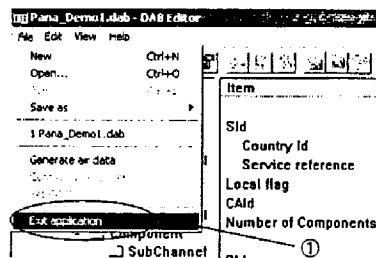 Pana_Demo1.dab - DAB Editor
File Edit View Help
New Ctrl+N
Open... Ctrl+O
Save as
1 Pana_Demo1.dab
Generate air data
Exit application
Item
Sid
Country Id
Service reference
Local flag
CAId
Number of Components
Component
SubChannel
①